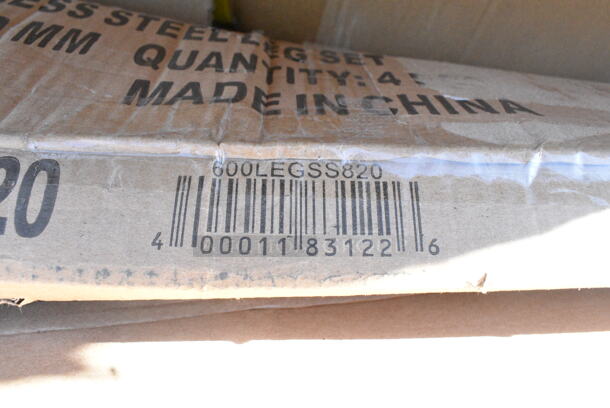 STEEL LEG SET
MM QUANTITY: 4
MADE IN CHINA
20
600LEGSS820
4 00011 83122 6